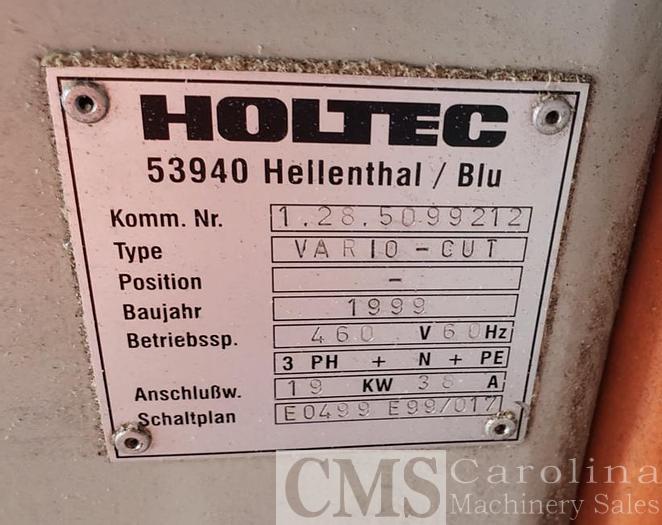 HOLTEC
53940 Hellenthal / Blu
Komm. Nr. 1.28.5099212
Type VARIO-CUT
Position -
Baujahr 1999
Betriebssp. 460 V 60 Hz
3 PH + N + PE
Anschlußw. 19 KW 38 A
Schaltplan E0499 E99/017
CMS Carolina
Machinery Sales